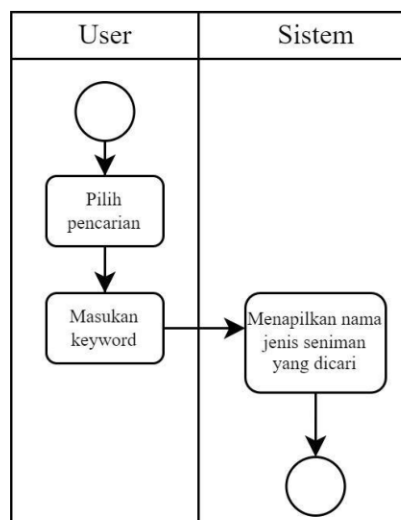 User
Sistem
Pilih
pencarian
Masukan
keyword
Menapilkan nama
jenis seniman
yang dicari